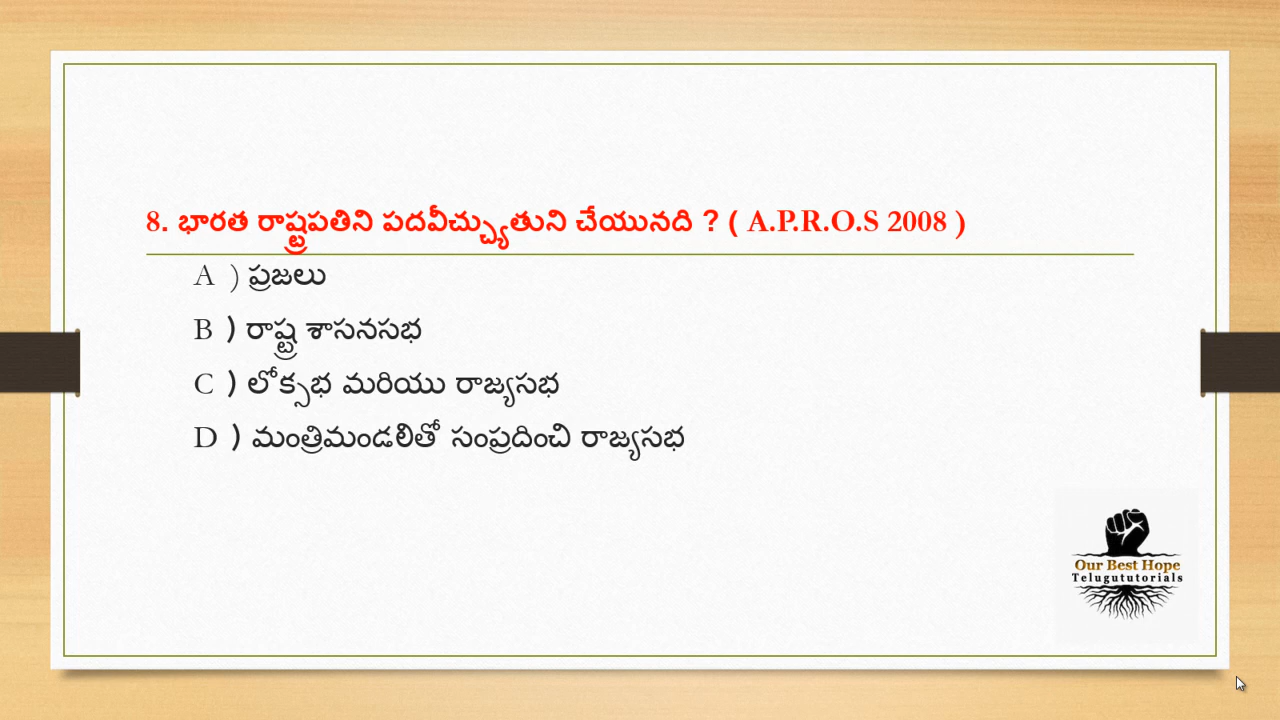 8. భారత రాష్ట్రపతిని పదవీచ్చ్యుతుని చేయునది ? ( A.P.R.O.S 2008 )
A ) ప్రజలు
B ) రాష్ట్ర శాసనసభ
C ) లోక్సభ మరియు రాజ్యసభ
D ) మంత్రిమండలితో సంప్రదించి రాజ్యసభ
Our Best Hope
Telugututorials